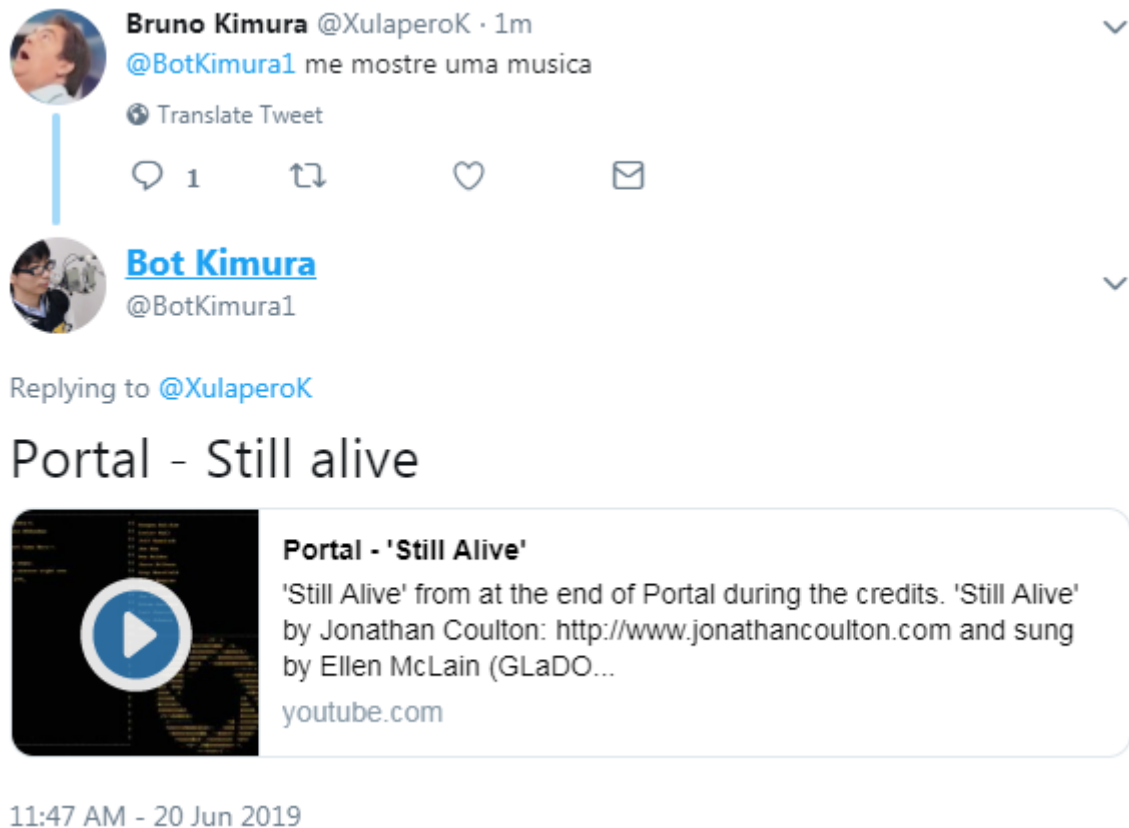 Bruno Kimura @XulaperoK · 1m
@BotKimura1 me mostre uma musica
Translate Tweet
1
Bot Kimura
@BotKimura1
Replying to @XulaperoK
Portal - Still alive
Portal - 'Still Alive'
'Still Alive' from at the end of Portal during the credits. 'Still Alive'
by Jonathan Coulton: http://www.jonathancoulton.com and sung
by Ellen McLain (GLaDO...
youtube.com
11:47 AM - 20 Jun 2019